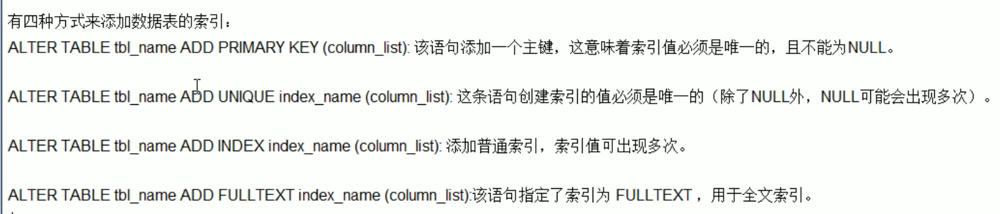 有四种方式来添加数据表的索引：
ALTER TABLE tbl_name ADD PRIMARY KEY (column_list): 该语句添加一个主键，这意味着索引值必须是唯一的，且不能为NULL。
ALTER TABLE tbl_name ADD UNIQUE index_name (column_list): 这条语句创建索引的值必须是唯一的（除了NULL外，NULL可能会出现多次）。
ALTER TABLE tbl_name ADD INDEX index_name (column_list): 添加普通索引，索引值可出现多次。
ALTER TABLE tbl_name ADD FULLTEXT index_name (column_list):该语句指定了索引为 FULLTEXT ，用于全文索引。